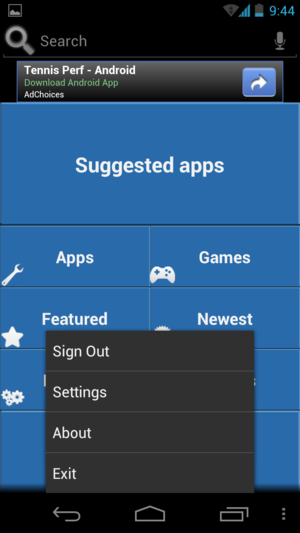 9:44
Search
Tennis Perf - Android
Download Android App
AdChoices
Suggested apps
Apps
Games
Featured
Newest
Sign Out
Settings
About
Exit